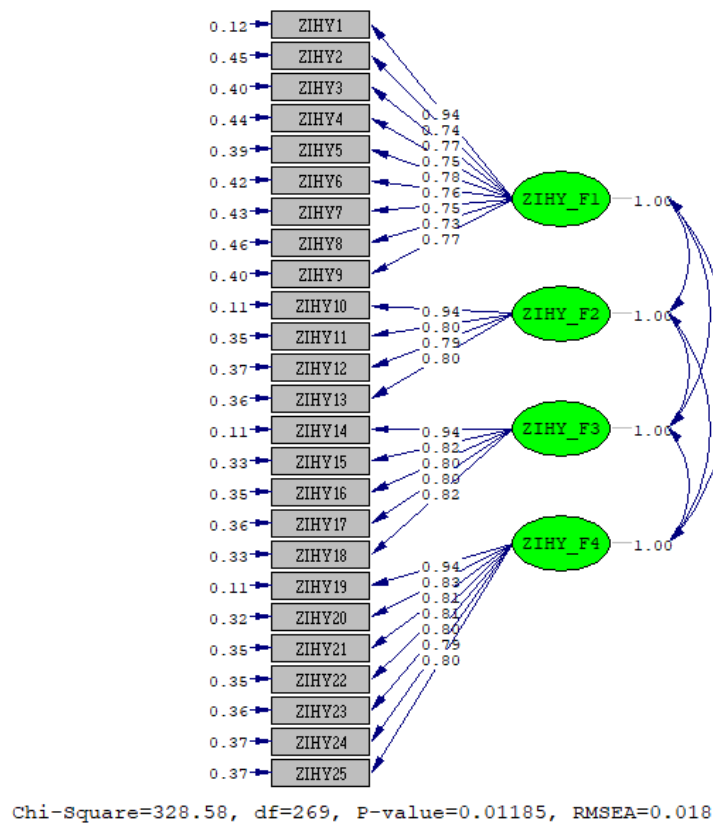 0.12 ZIHY1
0.45 ZIHY2
0.40 ZIHY3
0.44 ZIHY4
0.39 ZIHY5
0.42 ZIHY6
0.43 ZIHY7
0.46 ZIHY8
0.40 ZIHY9
0.11 ZIHY10
0.35 ZIHY11
0.37 ZIHY12
0.36 ZIHY13
0.11 ZIHY14
0.33 ZIHY15
0.35 ZIHY16
0.36 ZIHY17
0.33 ZIHY18
0.11 ZIHY19
0.32 ZIHY20
0.35 ZIHY21
0.35 ZIHY22
0.36 ZIHY23
0.37 ZIHY24
0.37 ZIHY25
0.94
0.74
0.77
0.75
0.78
0.76
0.75
0.73
0.77
ZIHY_F1 1.00
0.94
0.80
0.79
0.80
ZIHY_F2 1.00
0.94
0.82
0.80
0.80
0.82
ZIHY_F3 1.00
0.94
0.83
0.81
0.81
0.80
0.79
0.80
ZIHY_F4 1.00
Chi-Square=328.58, df=269, P-value=0.01185, RMSEA=0.018